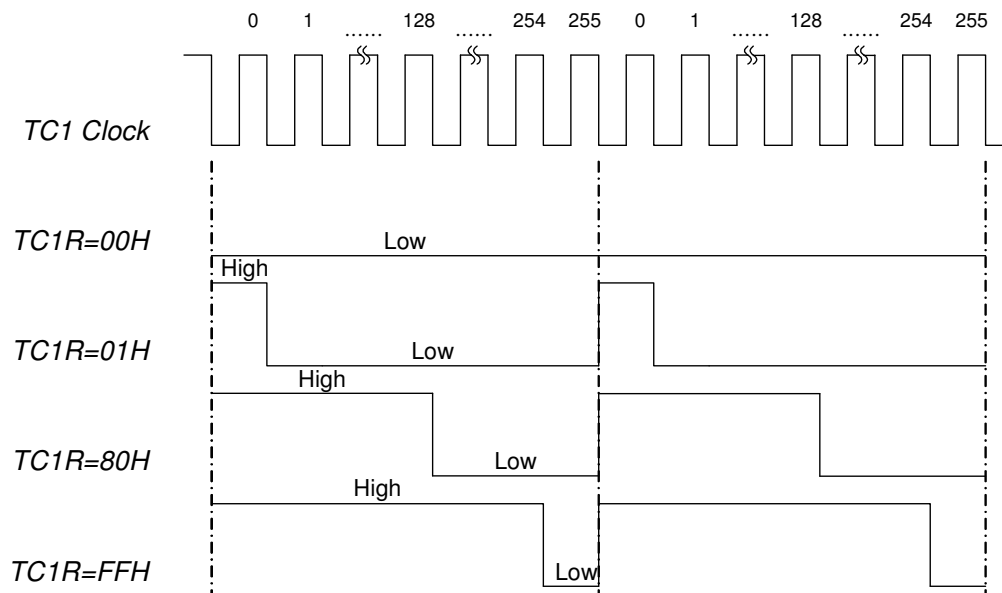 0 1 ...... 128 ...... 254 255 0 1 ...... 128 ...... 254 255
TC1 Clock
TC1R=00H
Low
High
TC1R=01H
Low
High
TC1R=80H
Low
High
TC1R=FFH
Low